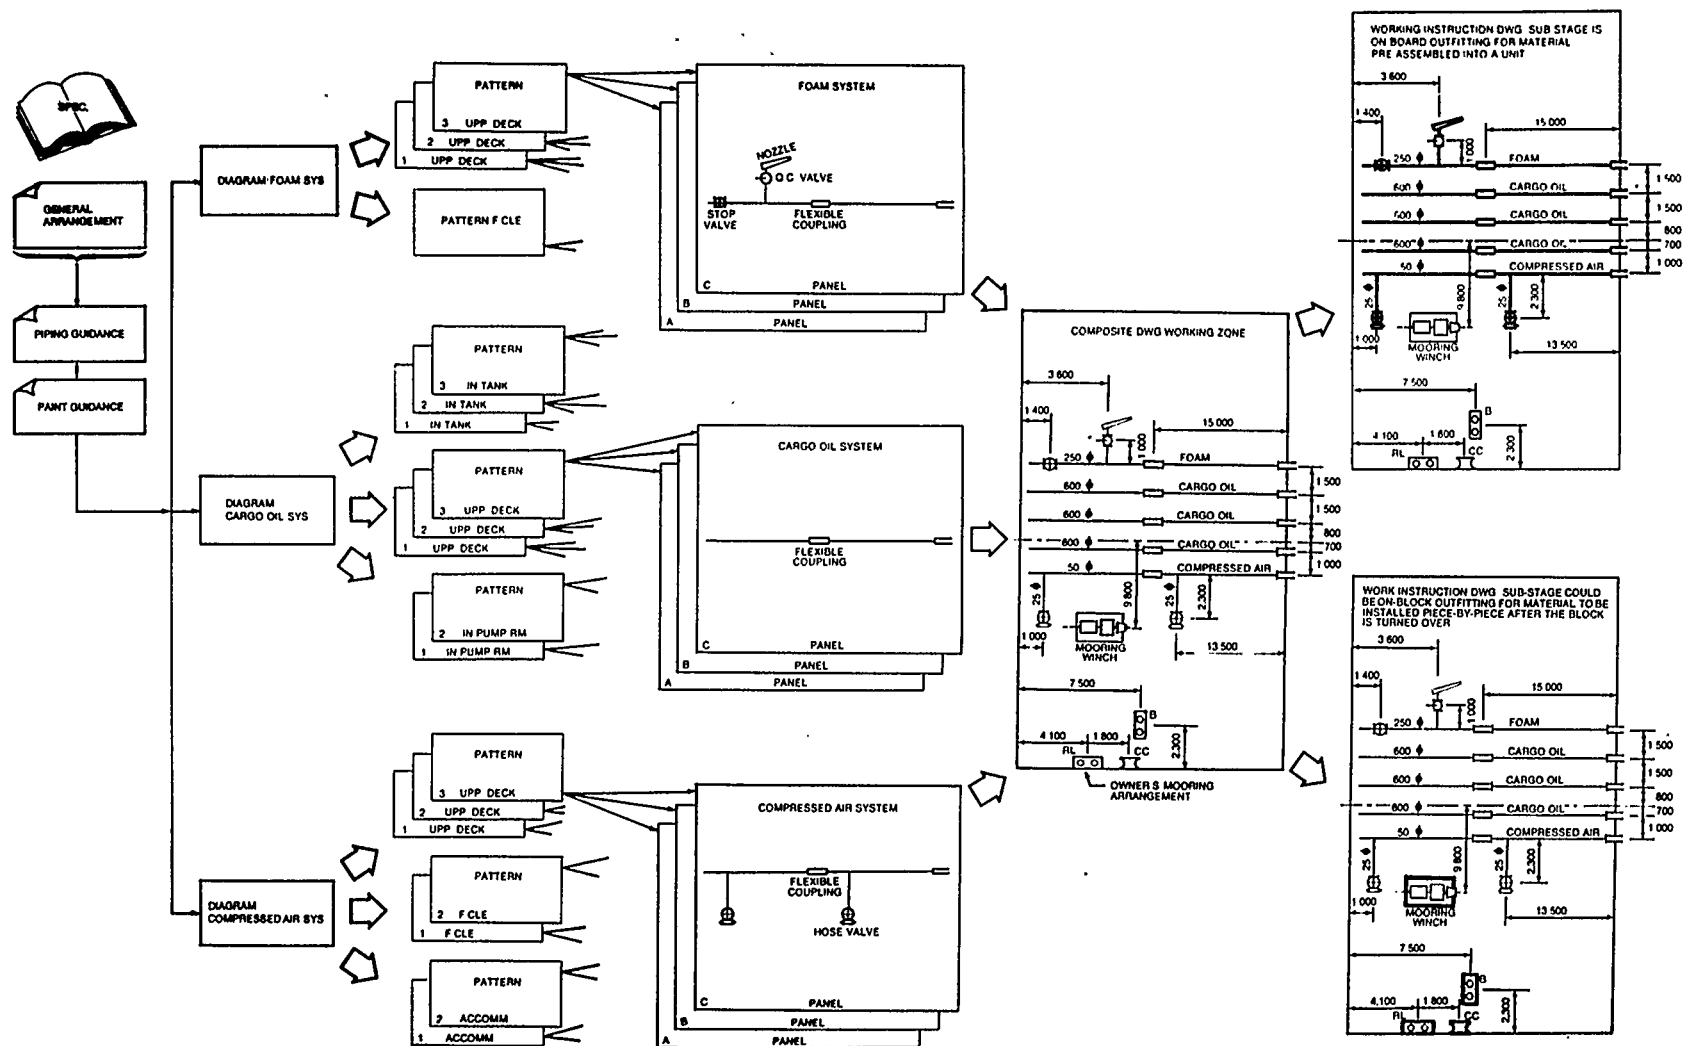 SPEC.
GENERAL
ARRANGEMENT
PIPING GUIDANCE
PAINT GUIDANCE
DIAGRAM FOAM SYS
DIAGRAM
CARGO OIL SYS
DIAGRAM
COMPRESSED AIR SYS
PATTERN
3 UPP DECK
2 UPP DECK
1 UPP DECK
PATTERN F CLE
PATTERN
3 IN TANK
2 IN TANK
1 IN TANK
PATTERN
3 UPP DECK
2 UPP DECK
1 UPP DECK
PATTERN
2 IN PUMP RM
1 IN PUMP RM
PATTERN
3 UPP DECK
2 UPP DECK
1 UPP DECK
PATTERN
2 F CLE
1 F CLE
PATTERN
2 ACCOMM
1 ACCOMM
FOAM SYSTEM
NOZZLE
O C VALVE
STOP
VALVE
FLEXIBLE
COUPLING
C PANEL
B PANEL
A PANEL
CARGO OIL SYSTEM
FLEXIBLE
COUPLING
C PANEL
B PANEL
A PANEL
COMPRESSED AIR SYSTEM
FLEXIBLE
COUPLING
HOSE VALVE
C PANEL
B PANEL
A PANEL
COMPOSITE DWG WORKING ZONE
3 600
1 400
15 000
1 000
250 ϕ FOAM
1 500
600 ϕ CARGO OIL
1 500
600 ϕ CARGO OIL
800
700
600 ϕ CARGO OIL
1 000
50 ϕ COMPRESSED AIR
25 ϕ
9 800
25 ϕ
2,300
1 000
MOORING
WINCH
13 500
7 500
B
4 100
1 800
RL
CC
2,300
OWNER S MOORING
ARRANGEMENT
WORKING INSTRUCTION DWG SUB STAGE IS
ON BOARD OUTFITTING FOR MATERIAL
PRE ASSEMBLED INTO A UNIT
3 600
1 400
15 000
1 000
250 ϕ FOAM
1 500
600 ϕ CARGO OIL
1 500
600 ϕ CARGO OIL
800
700
600 ϕ CARGO OIL
1 000
50 ϕ COMPRESSED AIR
25 ϕ
9 800
25 ϕ
2 300
1 000
MOORING
WINCH
13 500
7 500
B
4 100
1 600
RL
CC
2,300
WORK INSTRUCTION DWG SUB-STAGE COULD
BE ON-BLOCK OUTFITTING FOR MATERIAL TO BE
INSTALLED PIECE-BY-PIECE AFTER THE BLOCK
IS TURNED OVER
3 600
1 400
15 000
1 000
250 ϕ FOAM
1 500
600 ϕ CARGO OIL
1 500
600 ϕ CARGO OIL
800
700
600 ϕ CARGO OIL
1 000
50 ϕ COMPRESSED AIR
25 ϕ
9 800
25 ϕ
2,300
1 000
MOORING
WINCH
13 500
7 500
B
4,100
1 800
RL
CC
2,300